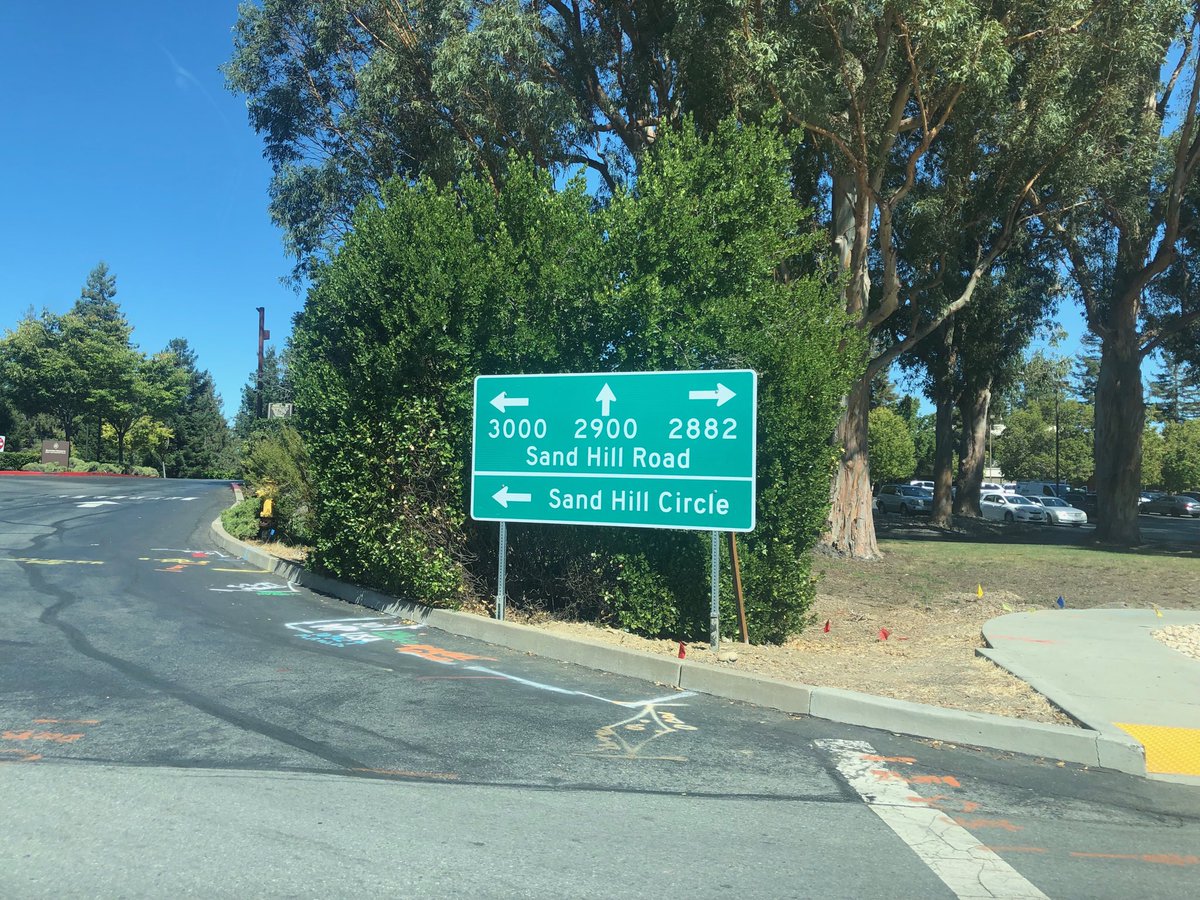 ← ↑ →
3000 2900 2882
Sand Hill Road
← Sand Hill Circle